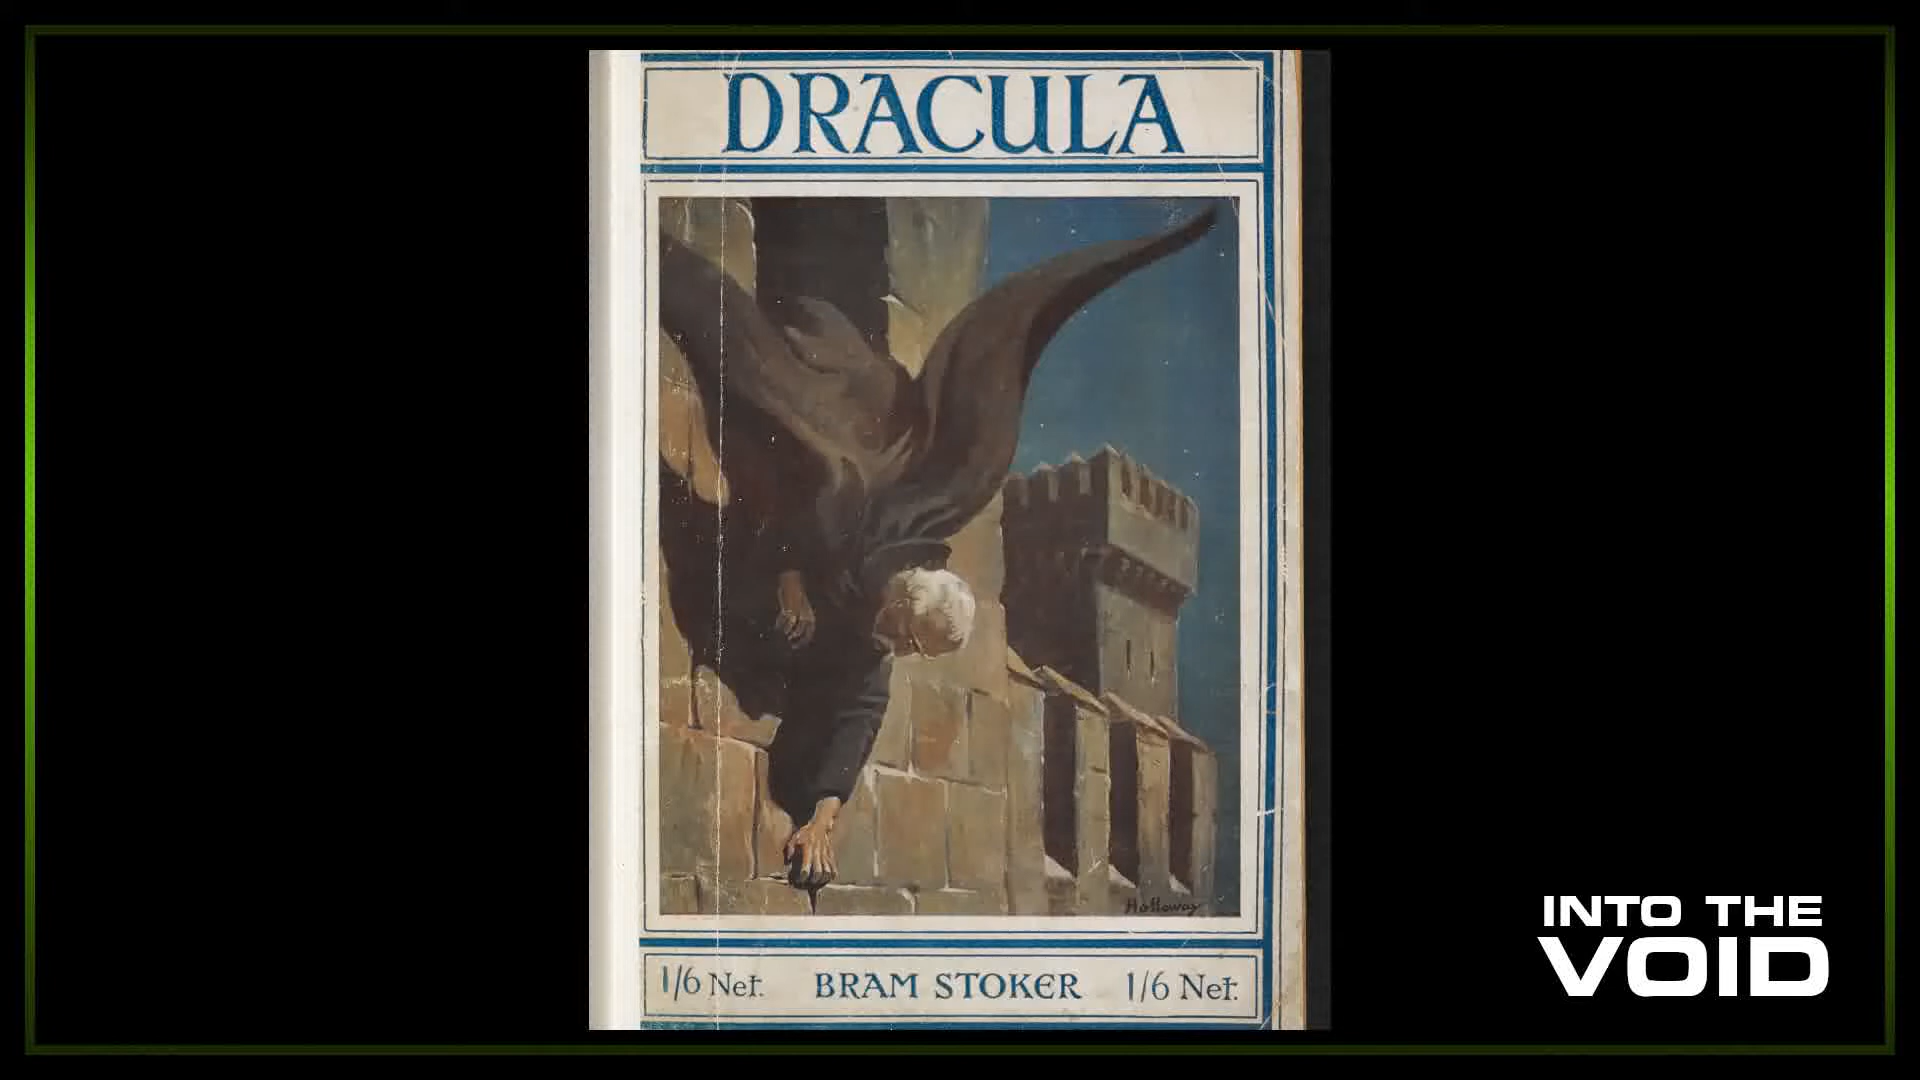 DRACULA
Holloway
1/6 Net. BRAM STOKER 1/6 Net.
INTO THE
VOID